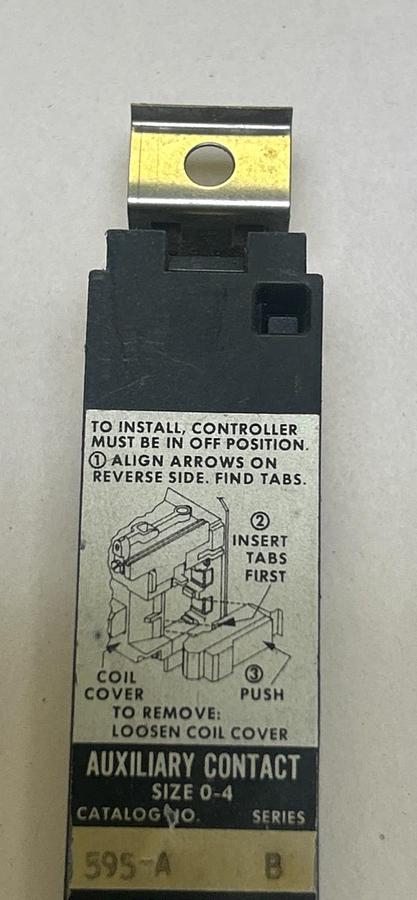 TO INSTALL, CONTROLLER
MUST BE IN OFF POSITION.
① ALIGN ARROWS ON
REVERSE SIDE. FIND TABS.
②
INSERT
TABS
FIRST
COIL
COVER
③
PUSH
TO REMOVE:
LOOSEN COIL COVER
AUXILIARY CONTACT
SIZE 0-4
CATALOG NO. SERIES
595-A B